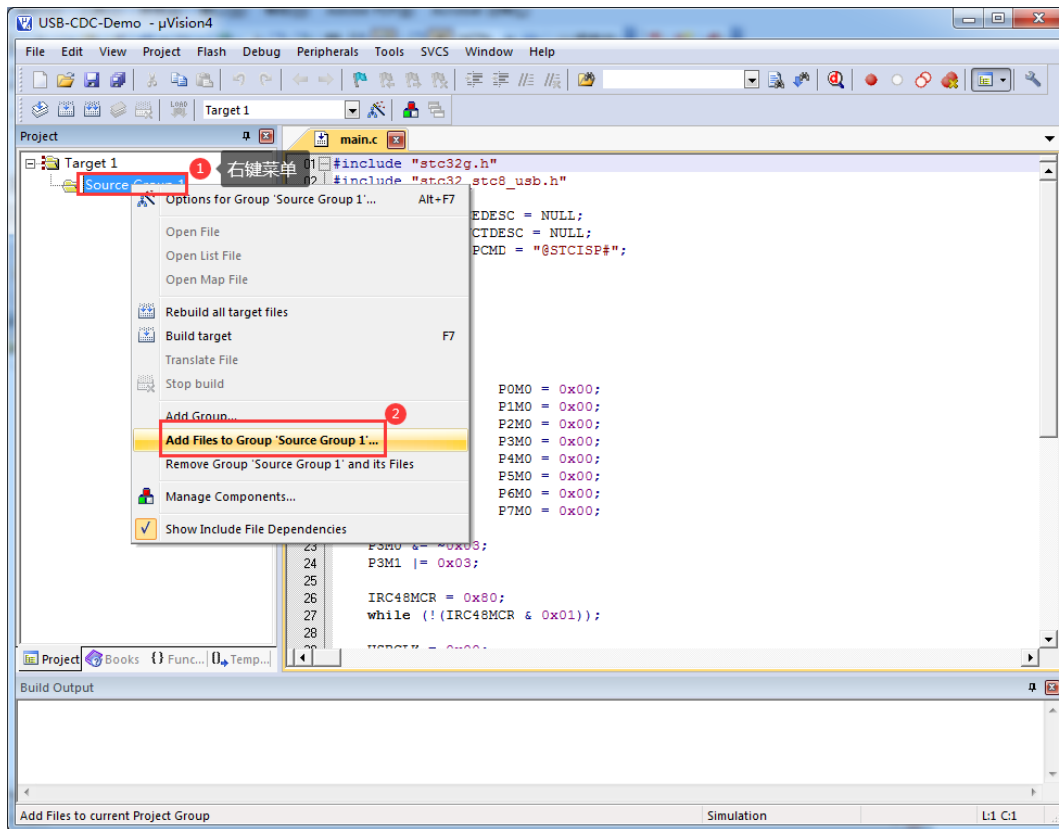 USB-CDC-Demo - µVision4
File Edit View Project Flash Debug Peripherals Tools SVCS Window Help
LOAD Target 1
Project
main.c
Target 1
1 右键菜单
Source Group 1
01 #include "stc32g.h"
02 #include "stc32_stc8_usb.h"
Options for Group 'Source Group 1'... Alt+F7
EDESC = NULL;
Open File
CTDESC = NULL;
Open List File
PCMD = "@STCISP#";
Open Map File
Rebuild all target files
Build target F7
Translate File
Stop build
P0M0 = 0x00;
P1M0 = 0x00;
Add Group... 2
P2M0 = 0x00;
Add Files to Group 'Source Group 1'...
P3M0 = 0x00;
P4M0 = 0x00;
Remove Group 'Source Group 1' and its Files
P5M0 = 0x00;
P6M0 = 0x00;
Manage Components...
P7M0 = 0x00;
Show Include File Dependencies
23 P3M0 &= ~0x03;
24 P3M1 |= 0x03;
25
26 IRC48MCR = 0x80;
27 while (!(IRC48MCR & 0x01));
28
Project Books {} Func... 0 Temp...
Build Output
Add Files to current Project Group Simulation L:1 C:1